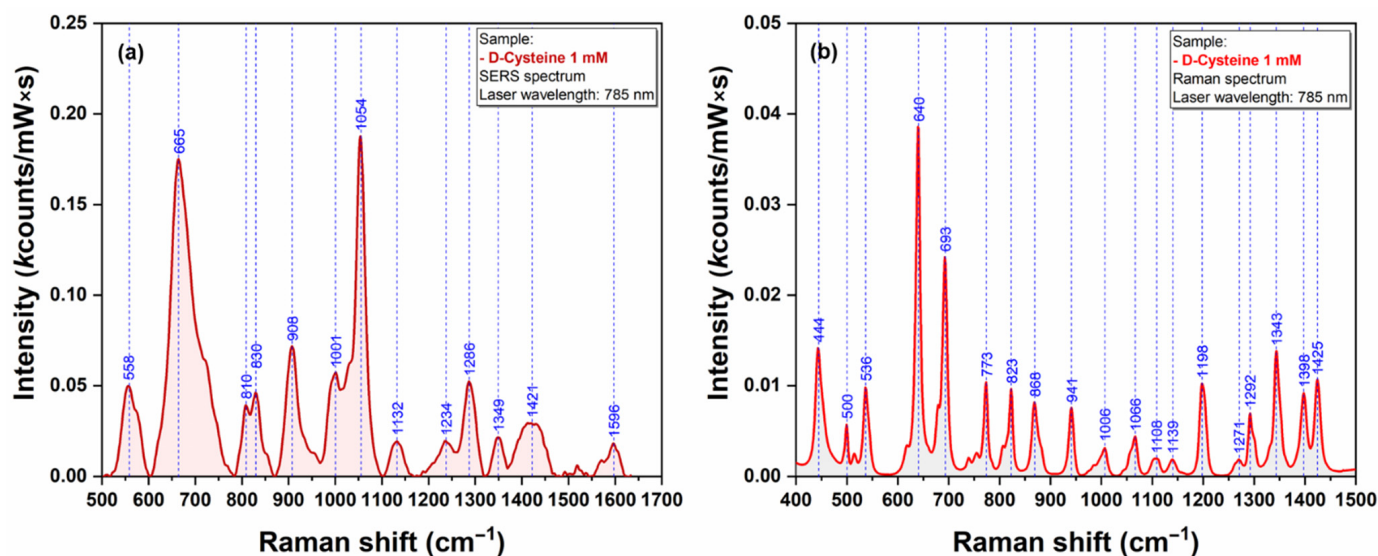 (a)
Sample:
- D-Cysteine 1 mM
SERS spectrum
Laser wavelength: 785 nm
Intensity (kcounts/mW×s)
0.25
0.20
0.15
0.10
0.05
0.00
558
665
810
830
908
1001
1054
1132
1234
1286
1349
1421
1596
500 600 700 800 900 1000 1100 1200 1300 1400 1500 1600 1700
Raman shift (cm⁻¹)
(b)
Sample:
- D-Cysteine 1 mM
Raman spectrum
Laser wavelength: 785 nm
Intensity (kcounts/mW×s)
0.05
0.04
0.03
0.02
0.01
0.00
444
500
536
640
693
773
823
868
941
1006
1066
1108
1139
1198
1271
1292
1343
1398
1425
400 500 600 700 800 900 1000 1100 1200 1300 1400 1500
Raman shift (cm⁻¹)